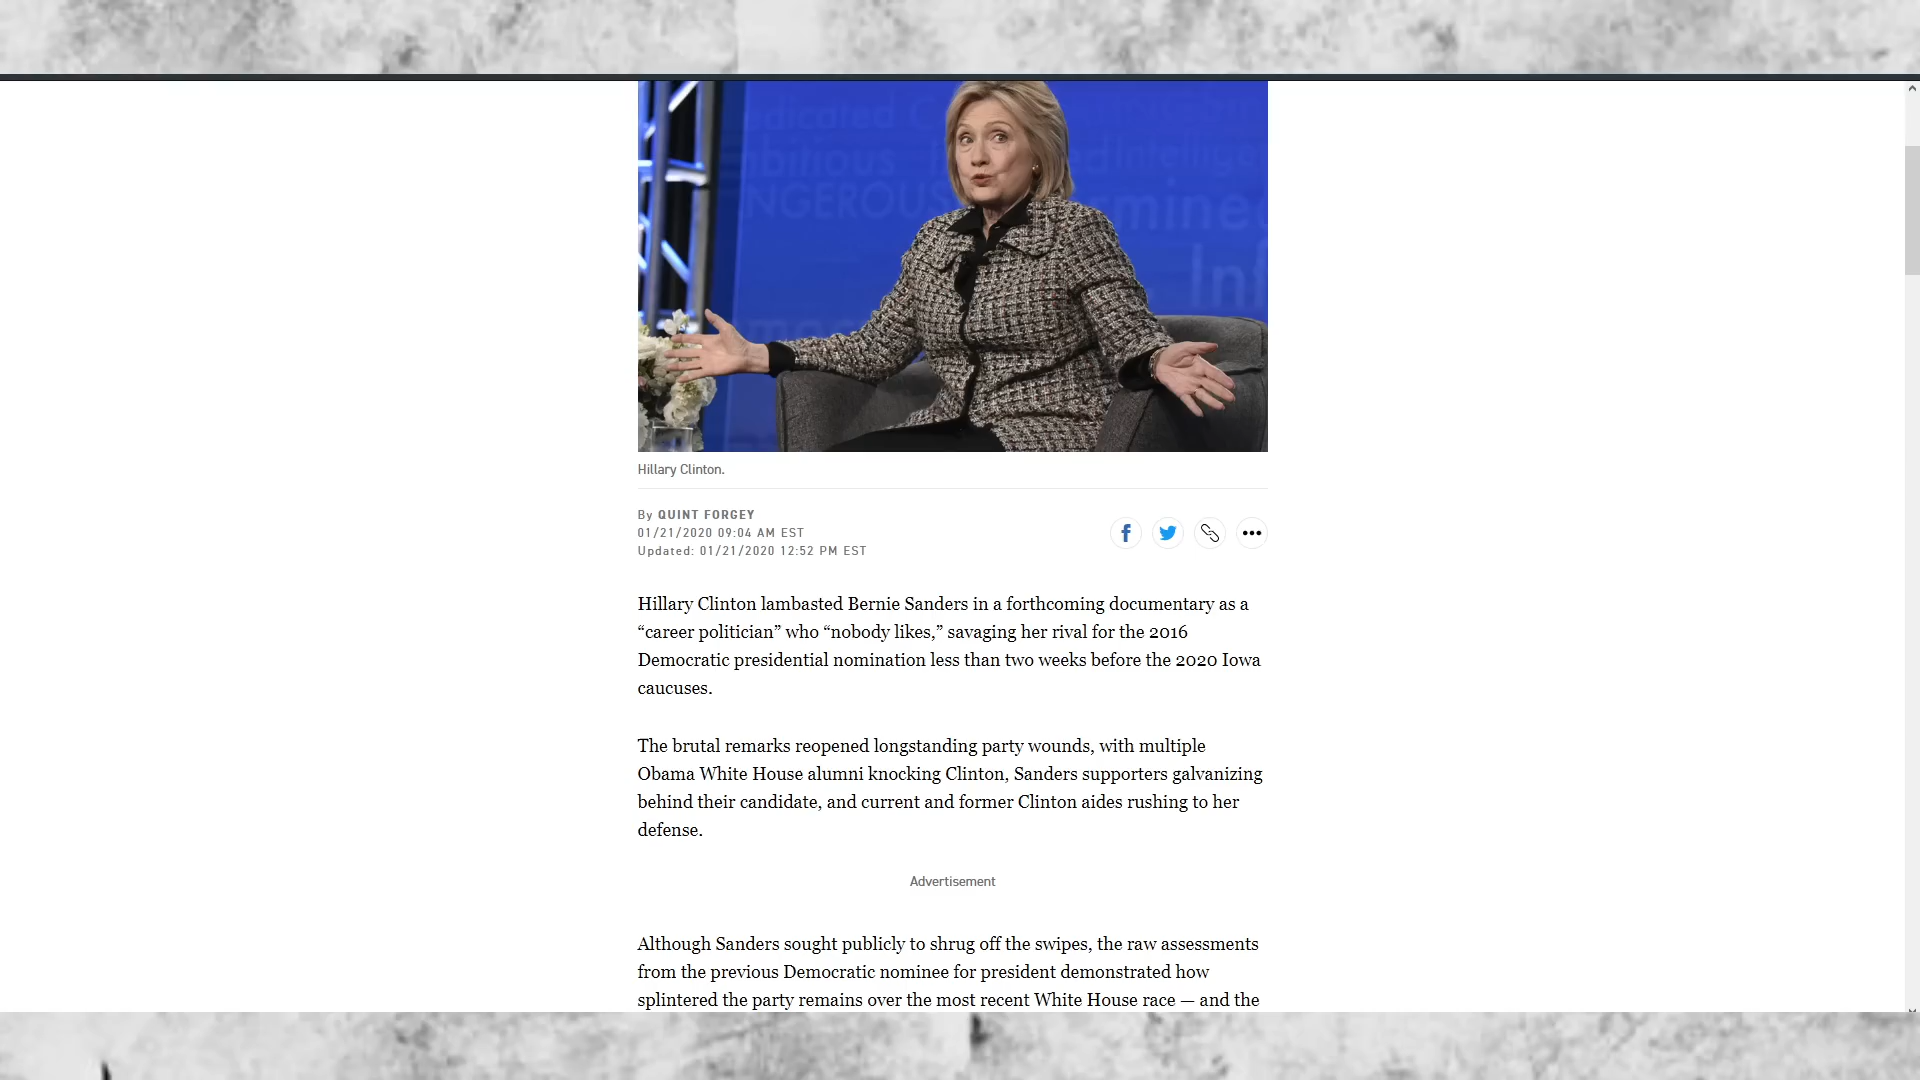 edicated C
bitious
dIntelligen
NGEROUS
rmined
Inf
Hillary Clinton.
By QUINT FORGEY
01/21/2020 09:04 AM EST
Updated: 01/21/2020 12:52 PM EST
Hillary Clinton lambasted Bernie Sanders in a forthcoming documentary as a
“career politician” who “nobody likes,” savaging her rival for the 2016
Democratic presidential nomination less than two weeks before the 2020 Iowa
caucuses.
The brutal remarks reopened longstanding party wounds, with multiple
Obama White House alumni knocking Clinton, Sanders supporters galvanizing
behind their candidate, and current and former Clinton aides rushing to her
defense.
Advertisement
Although Sanders sought publicly to shrug off the swipes, the raw assessments
from the previous Democratic nominee for president demonstrated how
splintered the party remains over the most recent White House race — and the